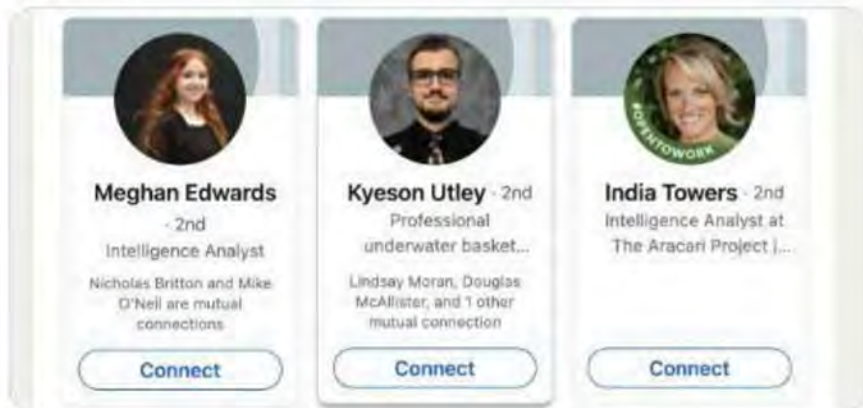 Meghan Edwards
· 2nd
Intelligence Analyst
Nicholas Britton and Mike
O'Neil are mutual
connections
Connect
Kyeson Utley · 2nd
Professional
underwater basket...
Lindsay Moran, Douglas
McAllister, and 1 other
mutual connection
Connect
#OPENTOWORK
India Towers · 2nd
Intelligence Analyst at
The Aracari Project |...
Connect